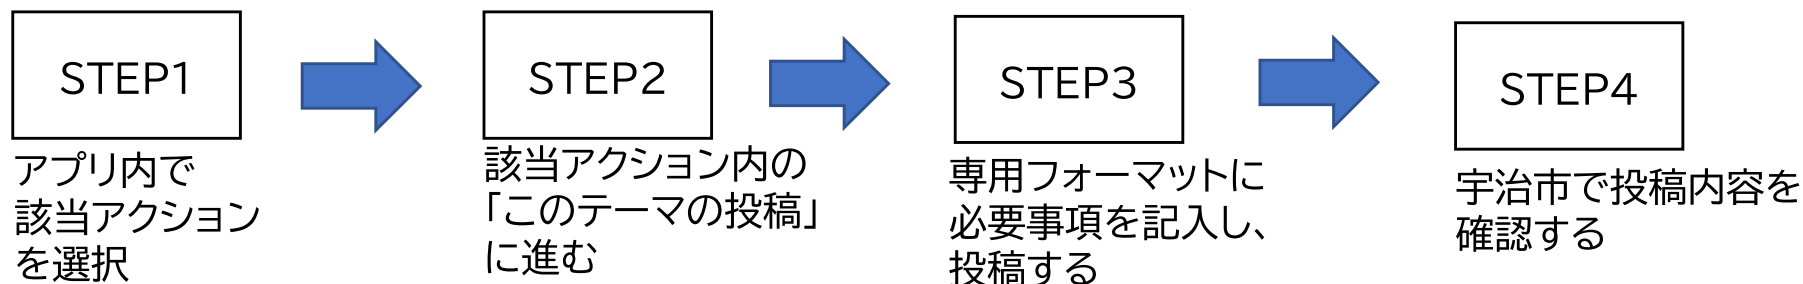 STEP1
アプリ内で
該当アクション
を選択
STEP2
該当アクション内の
「このテーマの投稿」
に進む
STEP3
専用フォーマットに
必要事項を記入し、
投稿する
STEP4
宇治市で投稿内容を
確認する